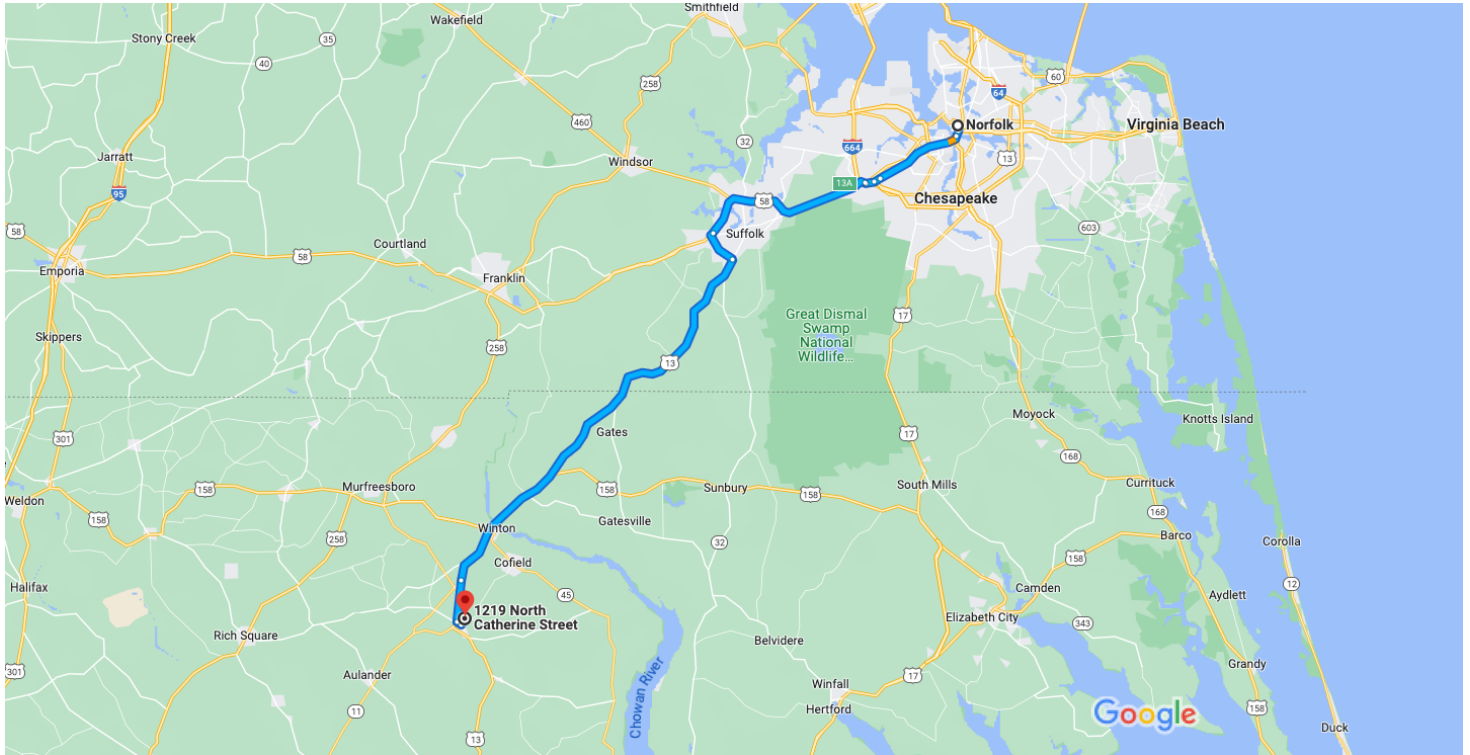 Smithfield
Wakefield
Stony Creek
35
40
258
60
64
460
Norfolk
Virginia Beach
32
664
Windsor
13
Jarratt
95
13A
Chesapeake
58
58
Suffolk
603
Courtland
58
Emporia
Franklin
17
Great Dismal
Swamp
National
Wildlife...
Skippers
258
13
Moyock
Knotts Island
301
Gates
17
168
Murfreesboro
158
158
Sunbury
158
South Mills
Currituck
Weldon
158
168
Winton
Gatesville
258
32
Barco
Corolla
158
Cofield
Halifax
45
Camden
12
Aydlett
1219 North
Catherine Street
Elizabeth City
343
Rich Square
Belvidere
Grandy
301
Aulander
17
Winfall
Chowan River
Hertford
158
11
Google
Duck
13